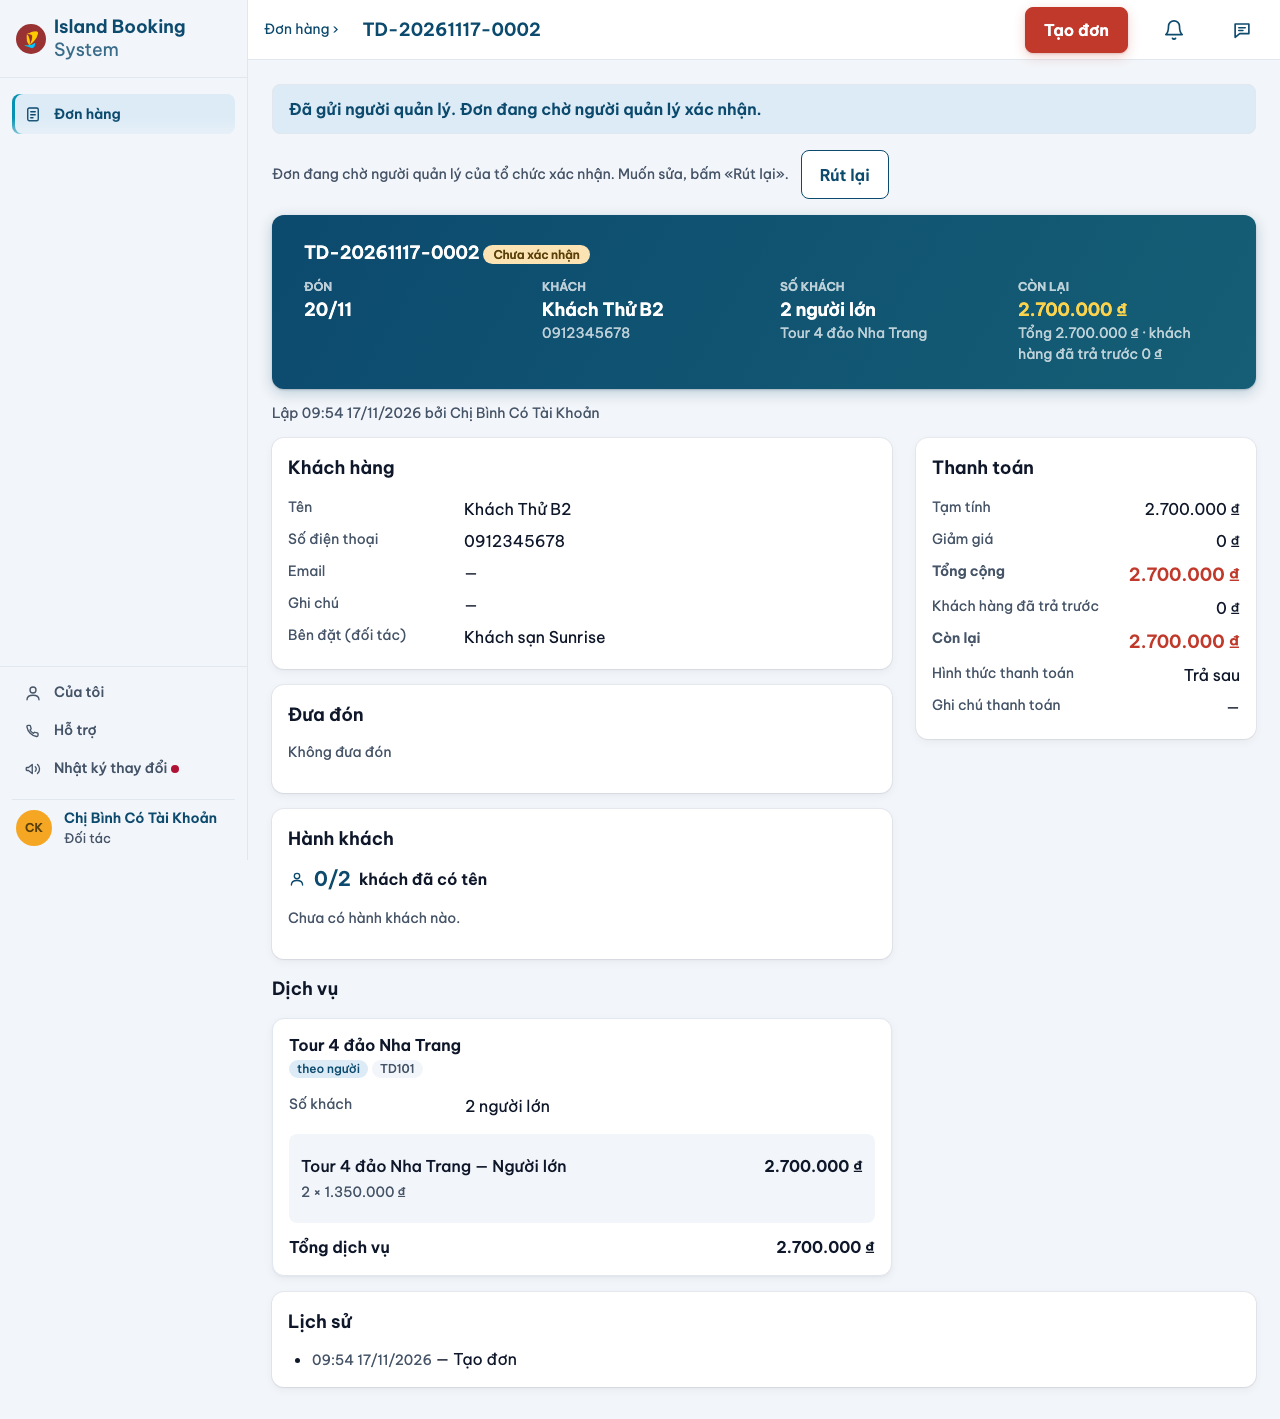 Island Booking
System
Đơn hàng ›
TD-20261117-0002
Tạo đơn
Đơn hàng
Đã gửi người quản lý. Đơn đang chờ người quản lý xác nhận.
Đơn đang chờ người quản lý của tổ chức xác nhận. Muốn sửa, bấm «Rút lại».
Rút lại
TD-20261117-0002 Chưa xác nhận
ĐÓN
20/11
KHÁCH
Khách Thử B2
0912345678
SỐ KHÁCH
2 người lớn
Tour 4 đảo Nha Trang
CÒN LẠI
2.700.000 ₫
Tổng 2.700.000 ₫ · khách
hàng đã trả trước 0 ₫
Lập 09:54 17/11/2026 bởi Chị Bình Có Tài Khoản
Khách hàng
Tên Khách Thử B2
Số điện thoại 0912345678
Email —
Ghi chú —
Bên đặt (đối tác) Khách sạn Sunrise
Thanh toán
Tạm tính 2.700.000 ₫
Giảm giá 0 ₫
Tổng cộng 2.700.000 ₫
Khách hàng đã trả trước 0 ₫
Còn lại 2.700.000 ₫
Hình thức thanh toán Trả sau
Ghi chú thanh toán —
Đưa đón
Không đưa đón
Hành khách
0/2 khách đã có tên
Chưa có hành khách nào.
Dịch vụ
Tour 4 đảo Nha Trang
theo người TD101
Số khách 2 người lớn
Tour 4 đảo Nha Trang — Người lớn 2.700.000 ₫
2 × 1.350.000 ₫
Tổng dịch vụ 2.700.000 ₫
Lịch sử
• 09:54 17/11/2026 — Tạo đơn
Của tôi
Hỗ trợ
Nhật ký thay đổi
CK
Chị Bình Có Tài Khoản
Đối tác